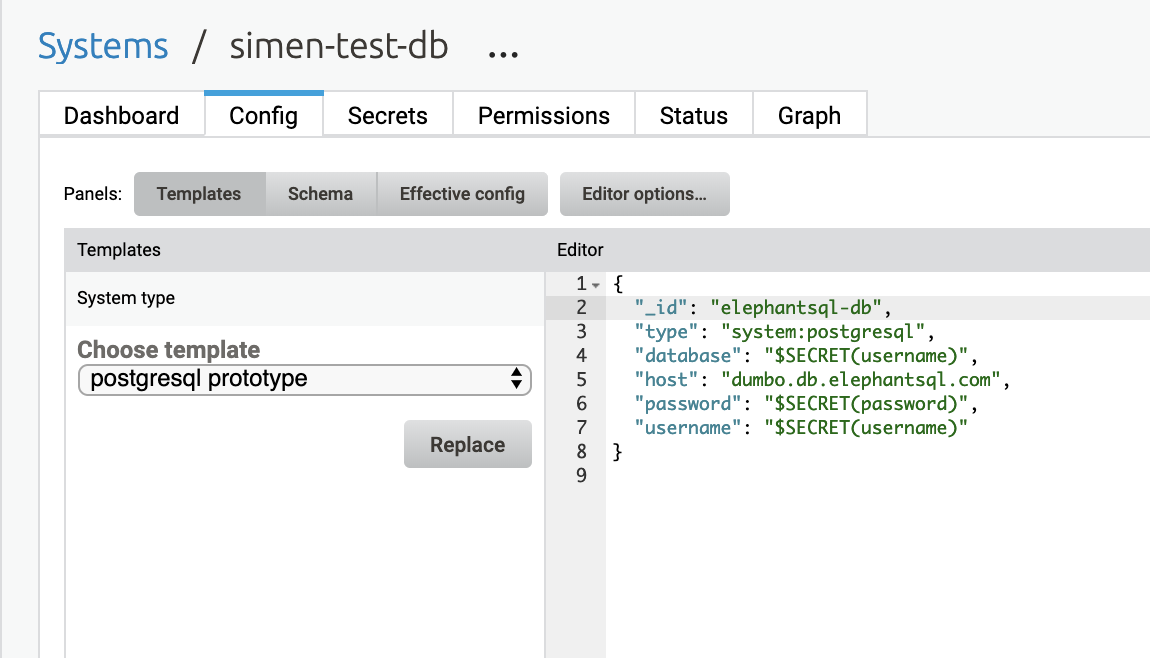 Systems / simen-test-db ...
Dashboard Config Secrets Permissions Status Graph
Panels: Templates Schema Effective config Editor options...
Templates Editor
System type
Choose template
postgresql prototype
Replace
1 {
2 "_id": "elephantsql-db",
3 "type": "system:postgresql",
4 "database": "$SECRET(username)",
5 "host": "dumbo.db.elephantsql.com",
6 "password": "$SECRET(password)",
7 "username": "$SECRET(username)"
8 }
9